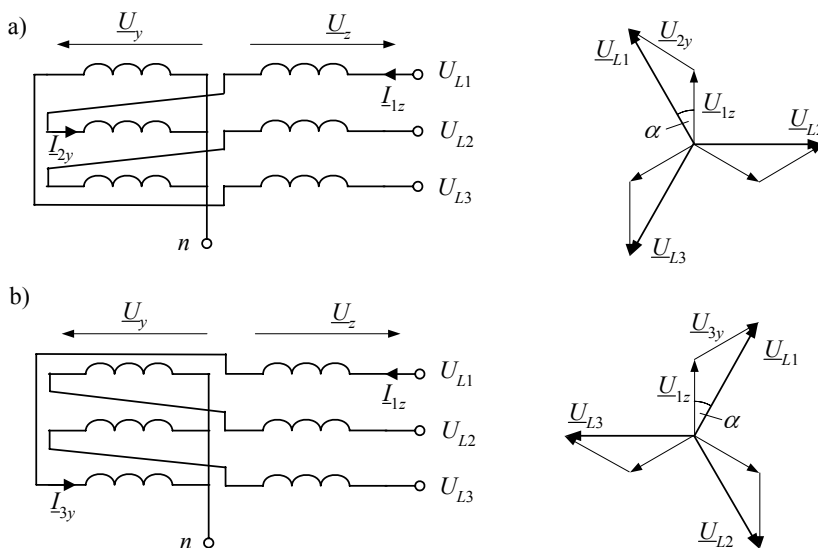 a)
U_y
U_z
U_L1
I_1z
I_2y
U_L2
U_L3
n
U_L1
U_2y
U_1z
α
U_L2
U_L3
b)
U_y
U_z
U_L1
I_1z
U_L2
I_3y
U_L3
n
U_3y
U_L1
U_1z
α
U_L3
U_L2